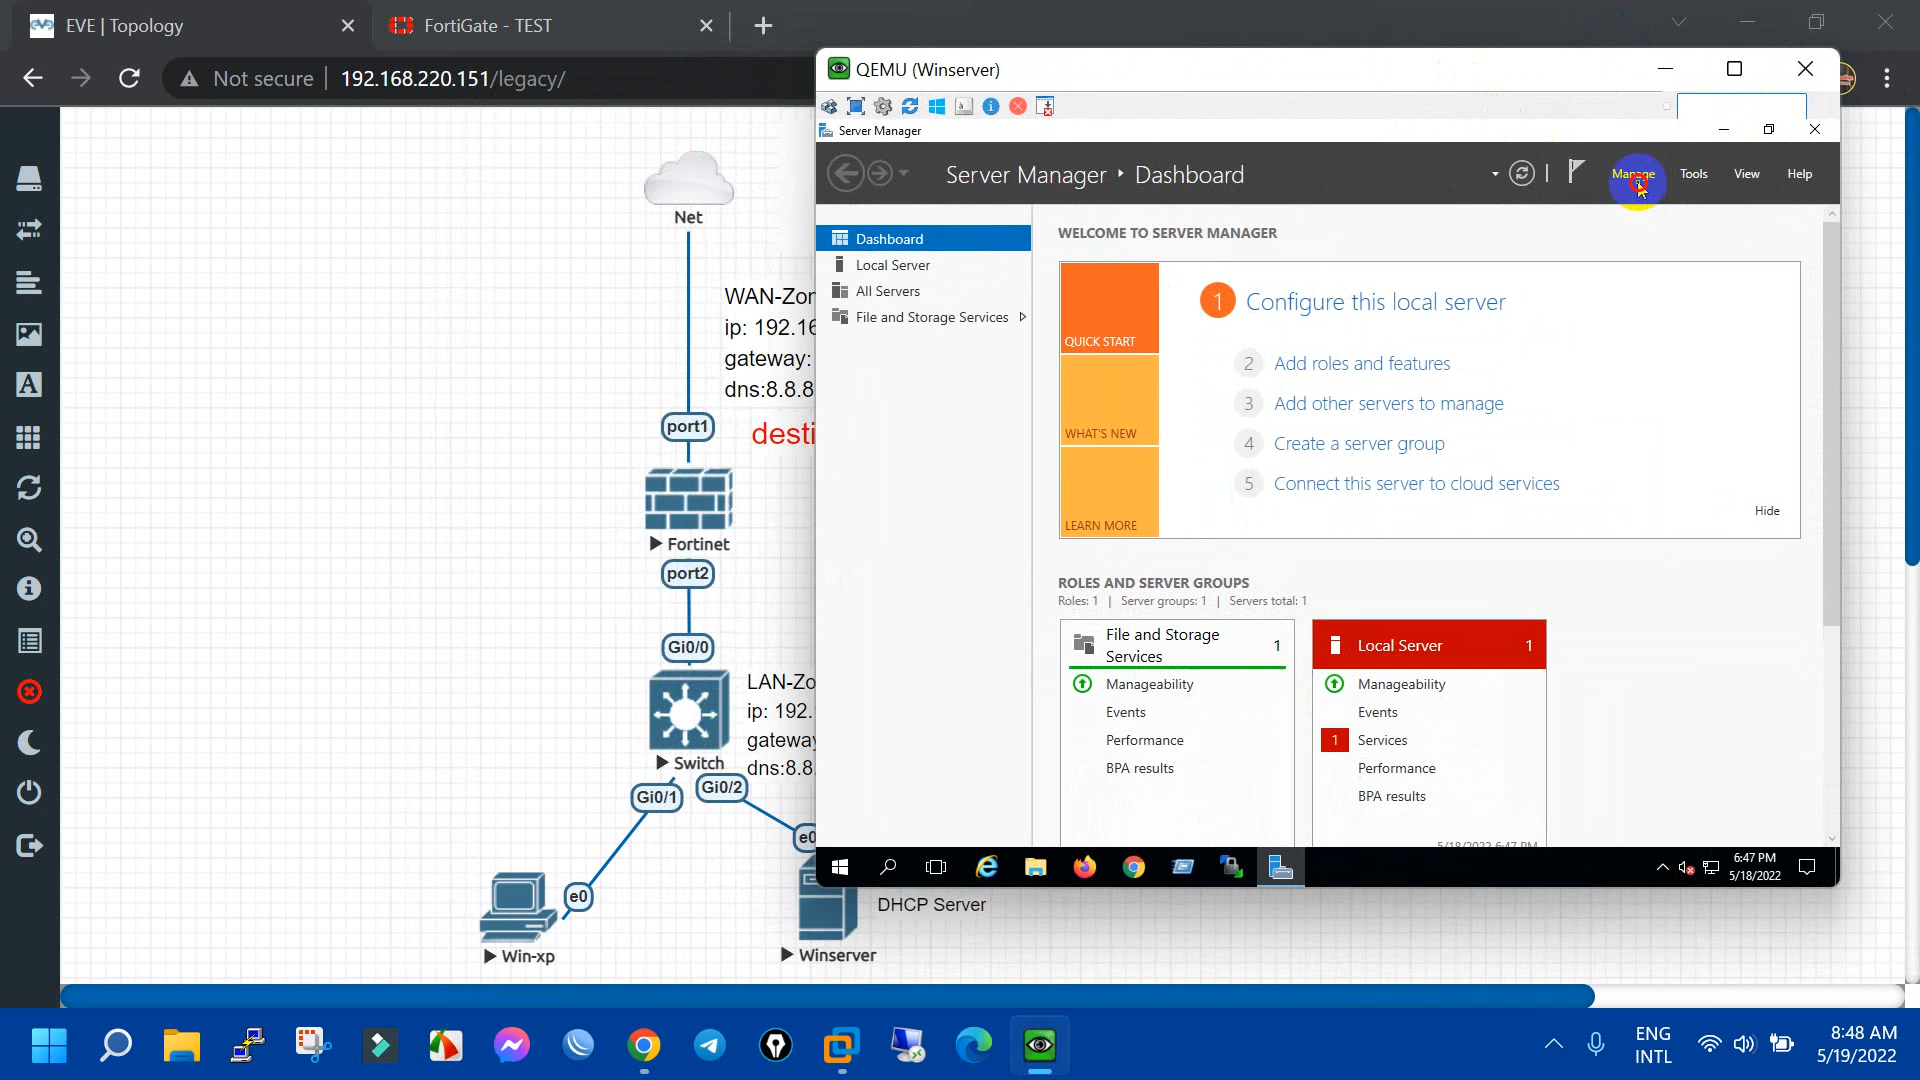 EVE | Topology
FortiGate - TEST
Not secure
192.168.220.151/legacy/
QEMU (Winserver)
Server Manager
Server Manager ‣ Dashboard
Manage
Tools
View
Help
Dashboard
Local Server
All Servers
File and Storage Services
WELCOME TO SERVER MANAGER
QUICK START
WHAT'S NEW
LEARN MORE
1 Configure this local server
2 Add roles and features
3 Add other servers to manage
4 Create a server group
5 Connect this server to cloud services
Hide
ROLES AND SERVER GROUPS
Roles: 1 | Server groups: 1 | Servers total: 1
File and Storage
Services
1
Manageability
Events
Performance
BPA results
Local Server 1
Manageability
Events
1 Services
Performance
BPA results
5/18/2022 6:47 PM
6:47 PM
5/18/2022
Net
WAN-Zon
ip: 192.16
gateway:
dns:8.8.8
port1
desti
Fortinet
port2
Gi0/0
LAN-Zo
ip: 192.
gateway
dns:8.8.
Switch
Gi0/1
Gi0/2
e0
e0
Win-xp
DHCP Server
Winserver
ENG
INTL
8:48 AM
5/19/2022